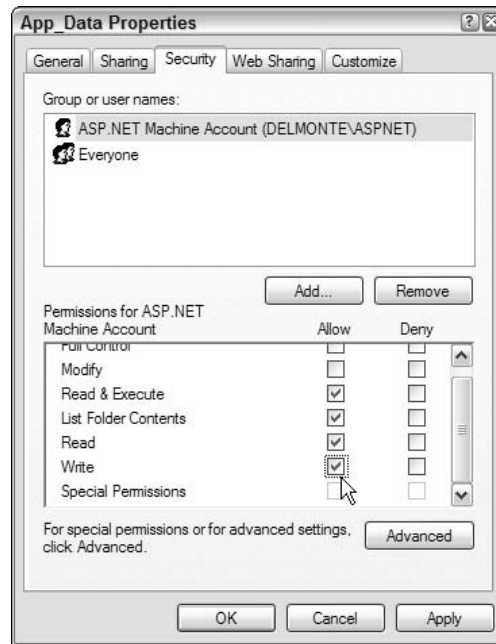 App_Data Properties
General Sharing Security Web Sharing Customize
Group or user names:
ASP.NET Machine Account (DELMONTE\ASPNET)
Everyone
Add... Remove
Permissions for ASP.NET
Machine Account Allow Deny
Full Control
Modify
Read & Execute
List Folder Contents
Read
Write
Special Permissions
For special permissions or for advanced settings,
click Advanced.
Advanced
OK Cancel Apply